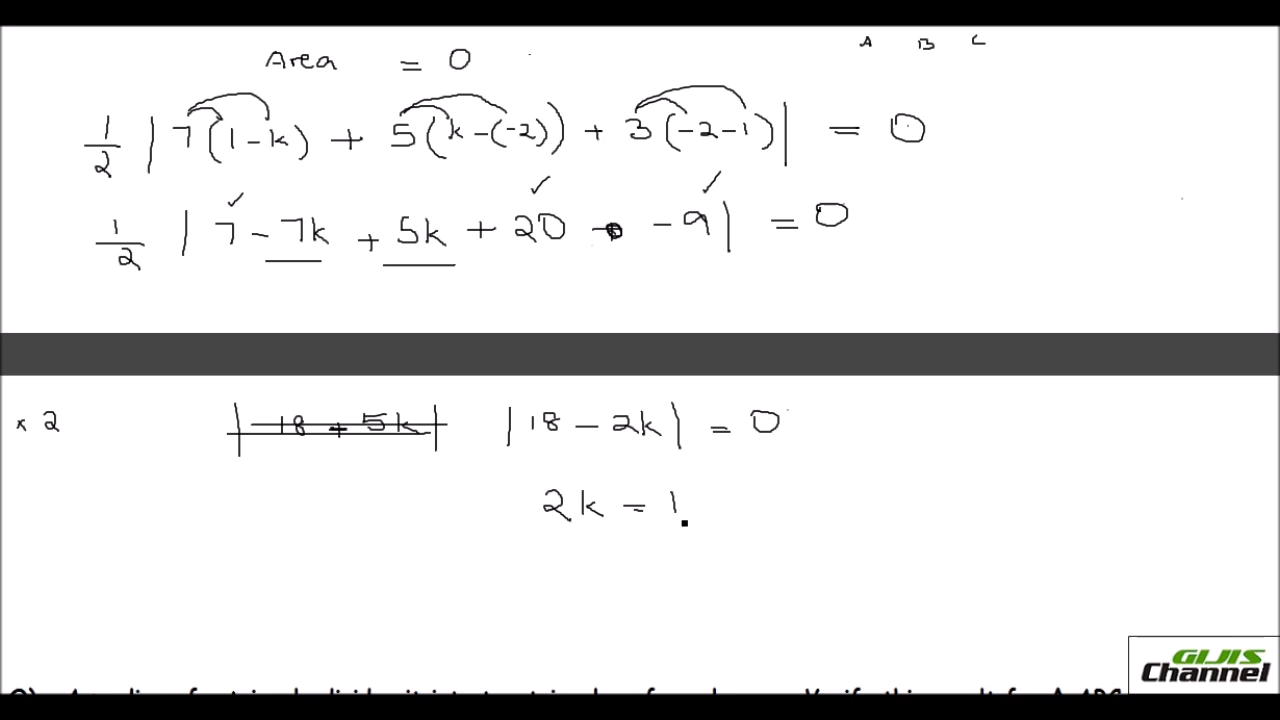 A B C
Area = 0
1/2 | 7(1-k) + 5(k-(-2)) + 3(-2-1) | = 0
1/2 | 7 - 7k + 5k + 20 - 9 | = 0
× 2 | 18 + 5k | | 18 - 2k | = 0
2k = 1
GIIS
Channel